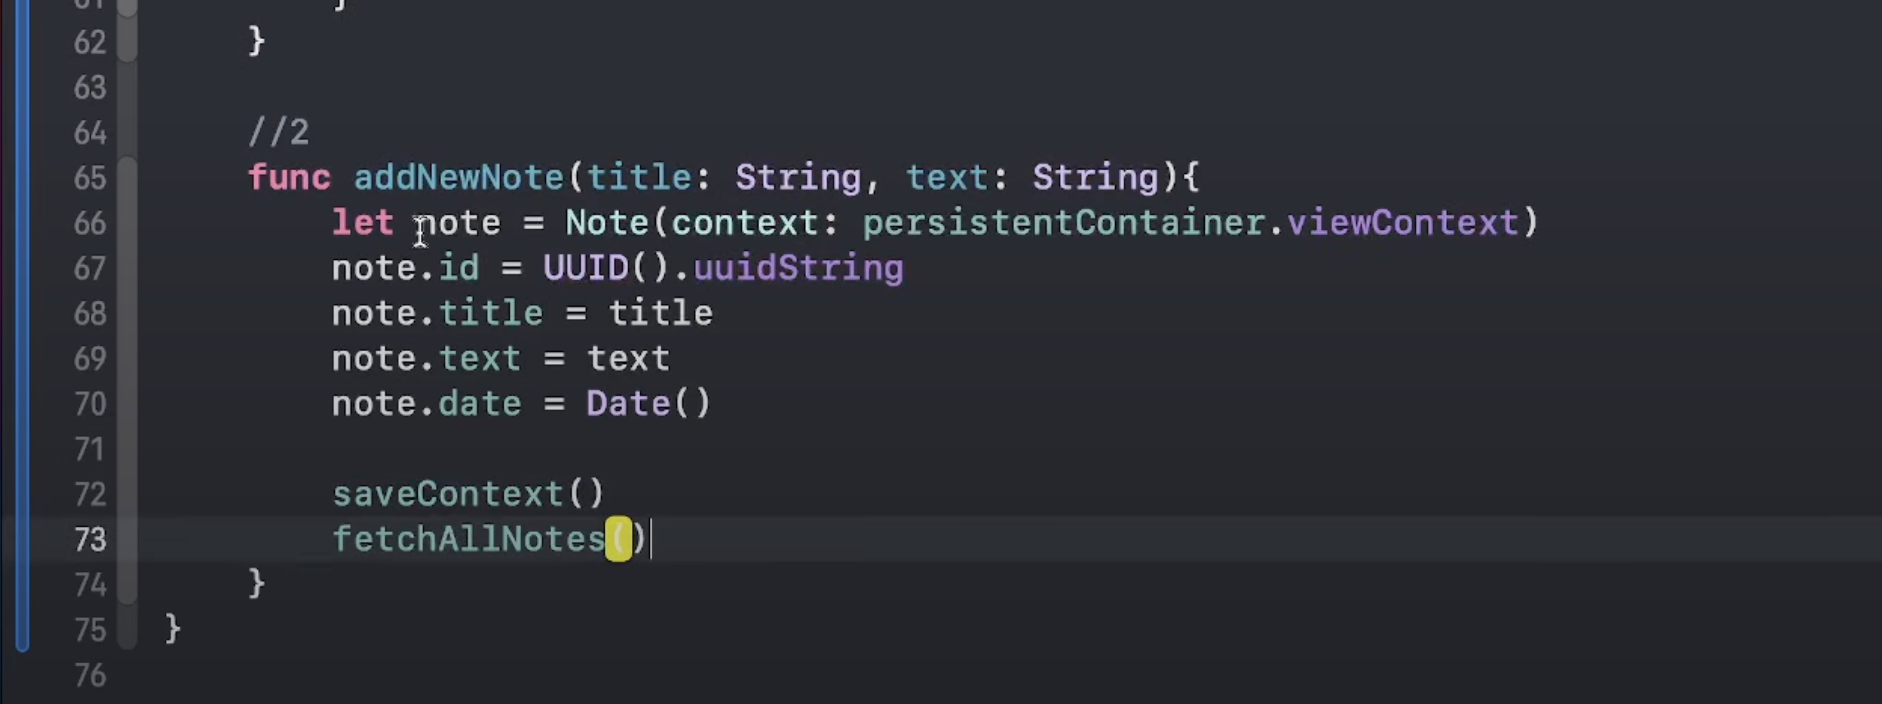 61 }
62 }
63
64 //2
65 func addNewNote(title: String, text: String){
66 let note = Note(context: persistentContainer.viewContext)
67 note.id = UUID().uuidString
68 note.title = title
69 note.text = text
70 note.date = Date()
71
72 saveContext()
73 fetchAllNotes()
74 }
75 }
76